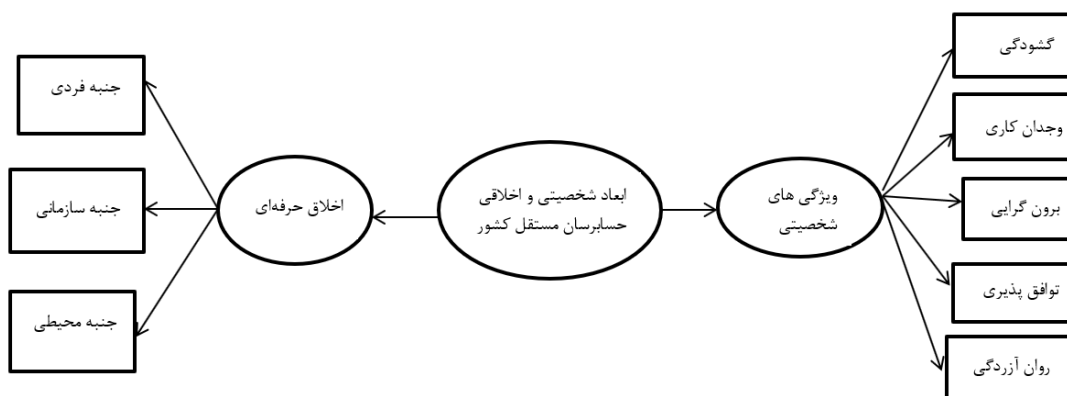 گشودگی
وجدان کاری
برون گرایی
توافق پذیری
روان آزردگی
ویژگی های
شخصیتی
ابعاد شخصیتی و اخلاقی
حسابرسان مستقل کشور
اخلاق حرفه‌ای
جنبه فردی
جنبه سازمانی
جنبه محیطی